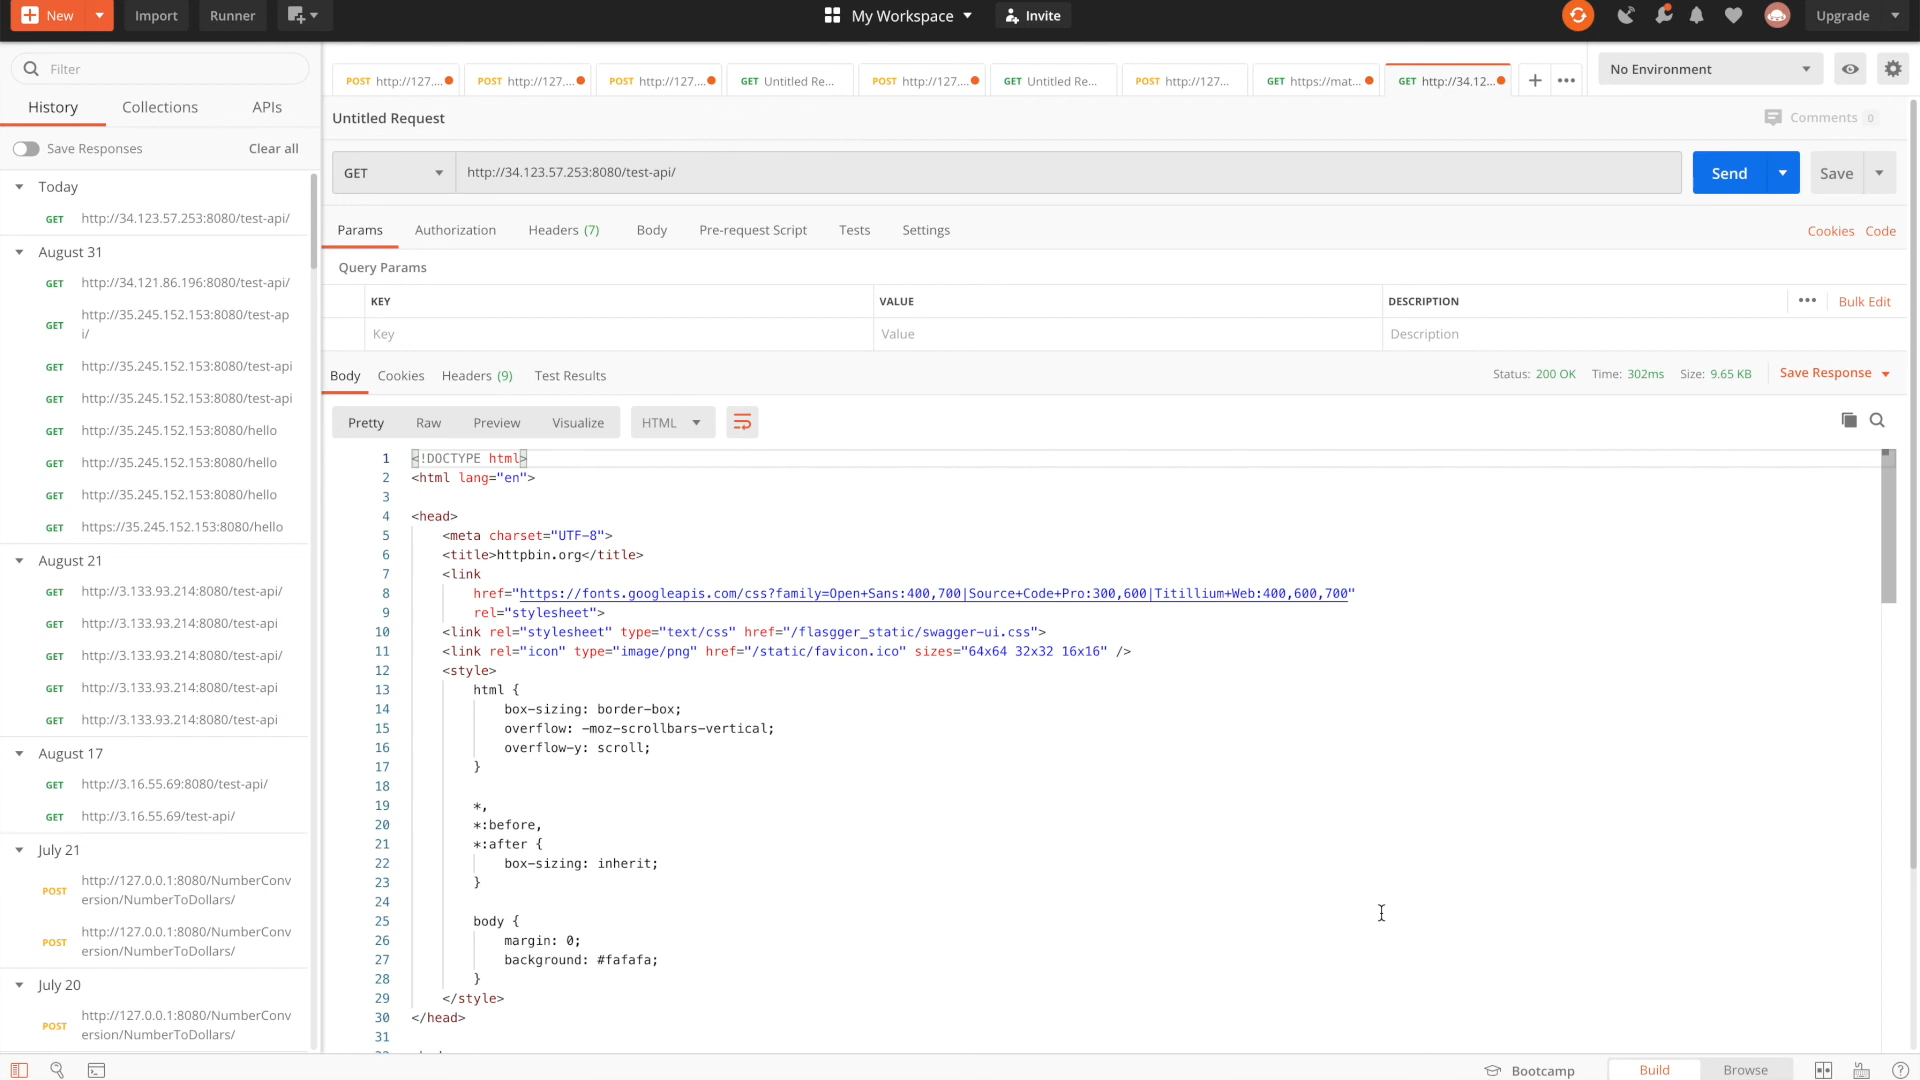 New
Import
Runner
My Workspace
Invite
Upgrade
Filter
History
Collections
APIs
Save Responses
Clear all
Today
GET http://34.123.57.253:8080/test-api/
August 31
GET http://34.121.86.196:8080/test-api/
GET http://35.245.152.153:8080/test-ap
i/
GET http://35.245.152.153:8080/test-api
GET http://35.245.152.153:8080/test-api
GET http://35.245.152.153:8080/hello
GET http://35.245.152.153:8080/hello
GET http://35.245.152.153:8080/hello
GET https://35.245.152.153:8080/hello
August 21
GET http://3.133.93.214:8080/test-api/
GET http://3.133.93.214:8080/test-api
GET http://3.133.93.214:8080/test-api/
GET http://3.133.93.214:8080/test-api
GET http://3.133.93.214:8080/test-api
August 17
GET http://3.16.55.69:8080/test-api/
GET http://3.16.55.69/test-api/
July 21
POST http://127.0.0.1:8080/NumberConv
ersion/NumberToDollars/
POST http://127.0.0.1:8080/NumberConv
ersion/NumberToDollars/
July 20
POST http://127.0.0.1:8080/NumberConv
ersion/NumberToDollars/
POST http://127....
POST http://127....
POST http://127....
GET Untitled Re...
POST http://127....
GET Untitled Re...
POST http://127...
GET https://mat...
GET http://34.12...
No Environment
Untitled Request
Comments 0
GET
http://34.123.57.253:8080/test-api/
Send
Save
Params
Authorization
Headers (7)
Body
Pre-request Script
Tests
Settings
Cookies
Code
Query Params
KEY
VALUE
DESCRIPTION
Bulk Edit
Key
Value
Description
Body
Cookies
Headers (9)
Test Results
Status: 200 OK
Time: 302ms
Size: 9.65 KB
Save Response
Pretty
Raw
Preview
Visualize
HTML
1 <!DOCTYPE html>
2 <html lang="en">
3
4 <head>
5 <meta charset="UTF-8">
6 <title>httpbin.org</title>
7 <link
8 href="https://fonts.googleapis.com/css?family=Open+Sans:400,700|Source+Code+Pro:300,600|Titillium+Web:400,600,700"
9 rel="stylesheet">
10 <link rel="stylesheet" type="text/css" href="/flasgger_static/swagger-ui.css">
11 <link rel="icon" type="image/png" href="/static/favicon.ico" sizes="64x64 32x32 16x16" />
12 <style>
13 html {
14 box-sizing: border-box;
15 overflow: -moz-scrollbars-vertical;
16 overflow-y: scroll;
17 }
18
19 *,
20 *:before,
21 *:after {
22 box-sizing: inherit;
23 }
24
25 body {
26 margin: 0;
27 background: #fafafa;
28 }
29 </style>
30 </head>
31
Bootcamp
Build
Browse